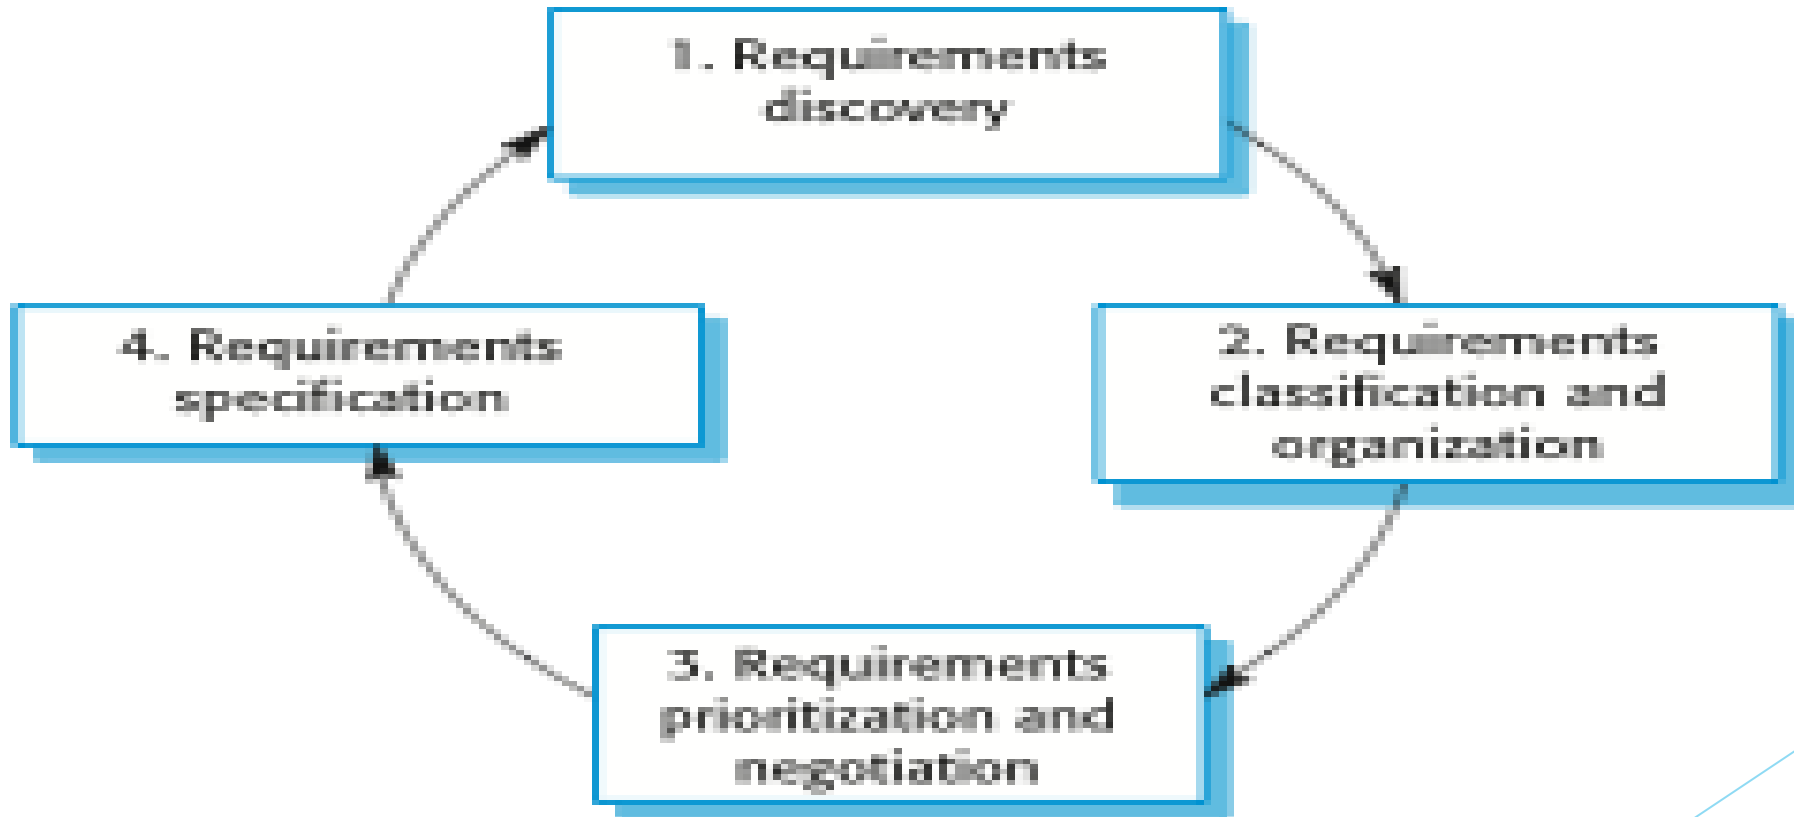 1. Requirements
discovery
2. Requirements
classification and
organization
3. Requirements
prioritization and
negotiation
4. Requirements
specification